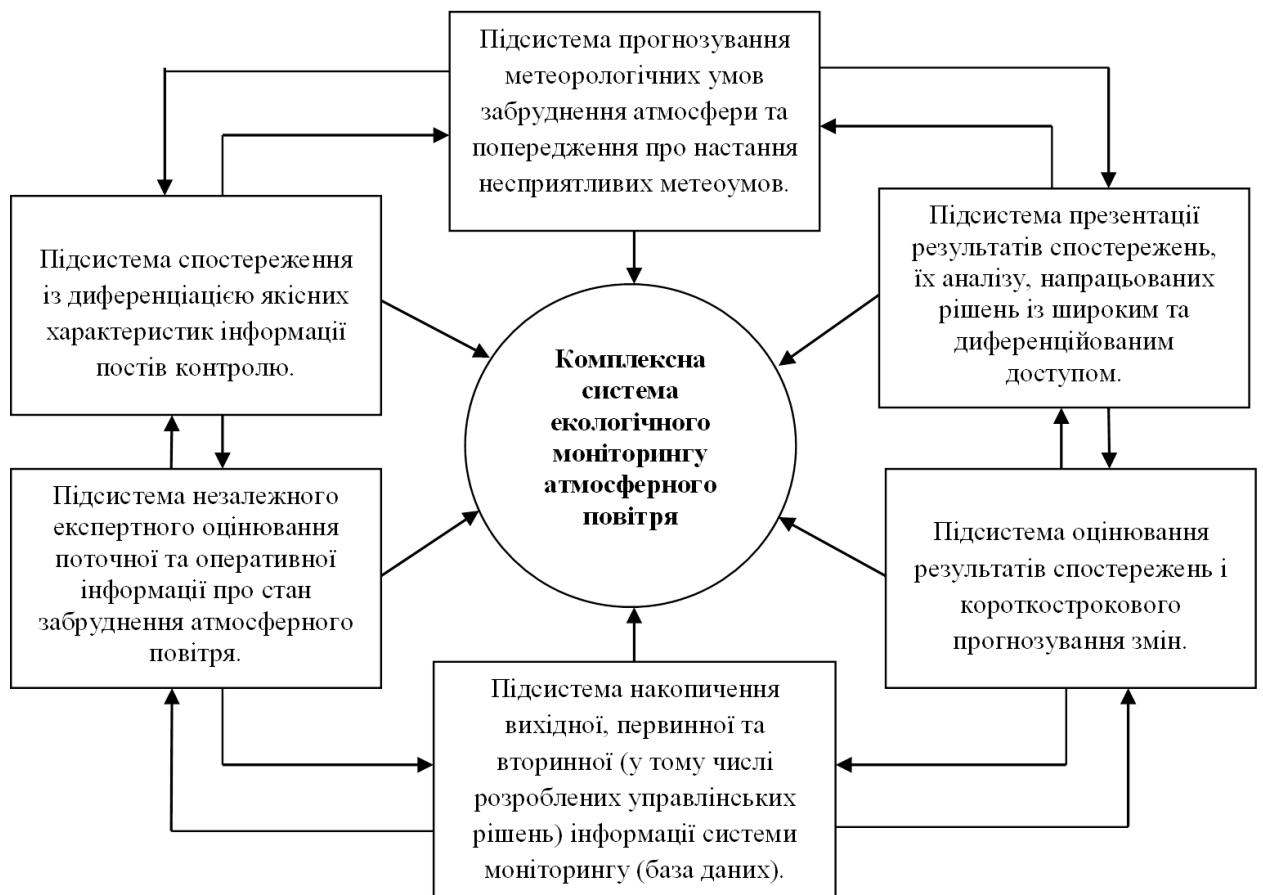 Підсистема прогнозування
метеорологічних умов
забруднення атмосфери та
попередження про настання
несприятливих метеоумов.
Підсистема спостереження
із диференціацією якісних
характеристик інформації
постів контролю.
Підсистема презентації
результатів спостережень,
їх аналізу, напрацьованих
рішень із широким та
диференційованим
доступом.
Комплексна
система
екологічного
моніторингу
атмосферного
повітря
Підсистема незалежного
експертного оцінювання
поточної та оперативної
інформації про стан
забруднення атмосферного
повітря.
Підсистема оцінювання
результатів спостережень і
короткострокового
прогнозування змін.
Підсистема накопичення
вихідної, первинної та
вторинної (у тому числі
розроблених управлінських
рішень) інформації системи
моніторингу (база даних).